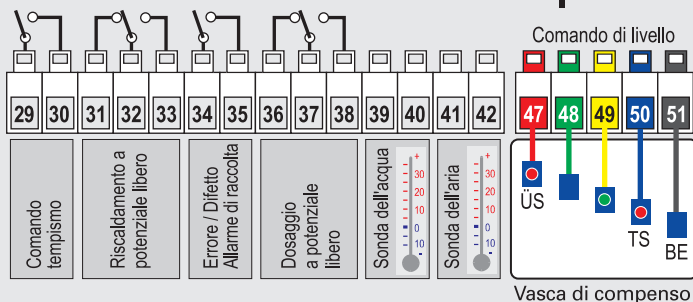 Comando di livello
29 30 31 32 33 34 35 36 37 38 39 40 41 42 47 48 49 50 51
Comando
tempismo
Riscaldamento a
potenziale libero
Errore / Difetto
Allarme di raccolta
Dosaggio
a potenziale
libero
Sonda dell'acqua
+
30
20
10
0
10
-
Sonda dell'aria
+
30
20
10
0
10
-
ÜS
TS
BE
Vasca di compenso